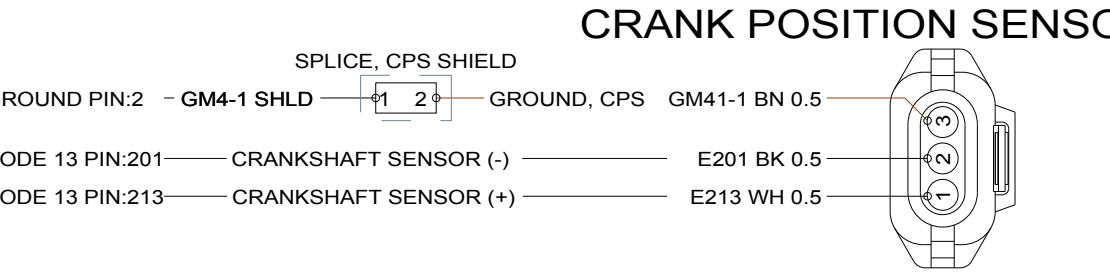 CRANK POSITION SENSO
SPLICE, CPS SHIELD
ROUND PIN:2 GM4-1 SHLD 1 2 GROUND, CPS GM41-1 BN 0.5 3
ODE 13 PIN:201 CRANKSHAFT SENSOR (-) E201 BK 0.5 2
ODE 13 PIN:213 CRANKSHAFT SENSOR (+) E213 WH 0.5 1